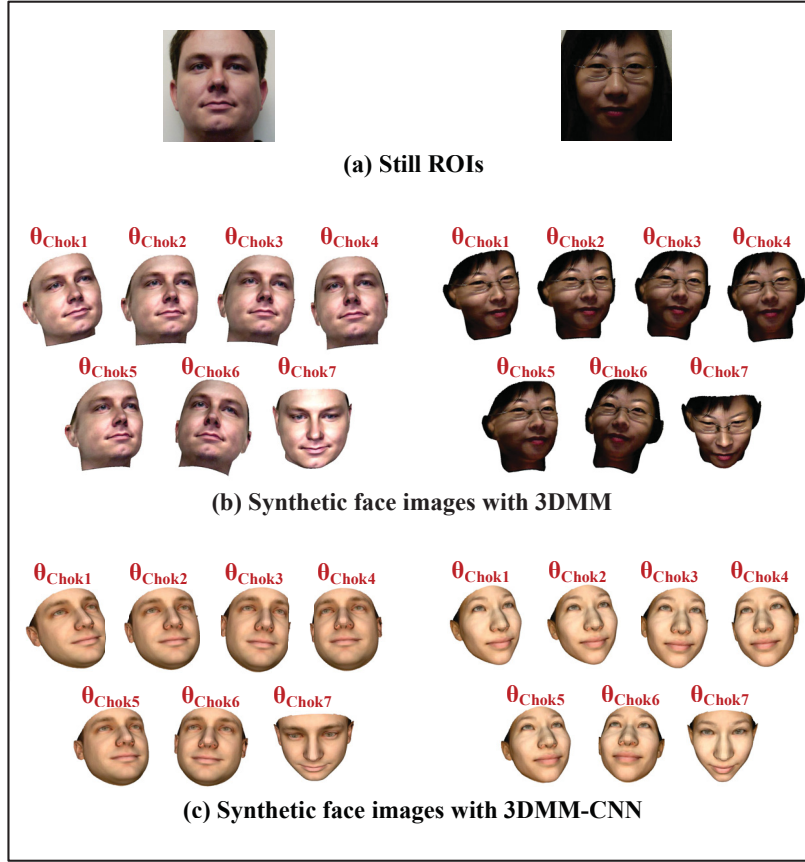 (a) Still ROIs
θChok1 θChok2 θChok3 θChok4 θChok1 θChok2 θChok3 θChok4
θChok5 θChok6 θChok7 θChok5 θChok6 θChok7
(b) Synthetic face images with 3DMM
θChok1 θChok2 θChok3 θChok4 θChok1 θChok2 θChok3 θChok4
θChok5 θChok6 θChok7 θChok5 θChok6 θChok7
(c) Synthetic face images with 3DMM-CNN